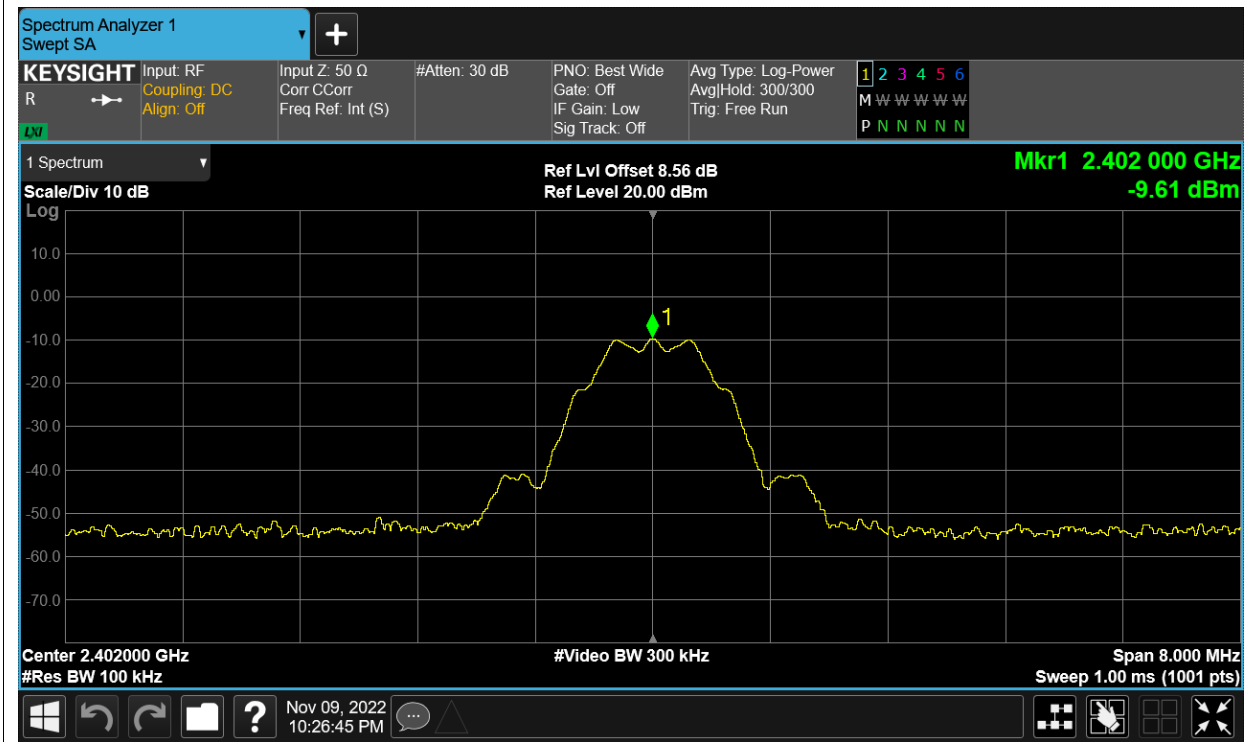 Spectrum Analyzer 1
Swept SA
+
KEYSIGHT
R
LXI
Input: RF
Coupling: DC
Align: Off
Input Z: 50 Ω
Corr CCorr
Freq Ref: Int (S)
#Atten: 30 dB
PNO: Best Wide
Gate: Off
IF Gain: Low
Sig Track: Off
Avg Type: Log-Power
Avg|Hold: 300/300
Trig: Free Run
1 2 3 4 5 6
M W W W W W
P N N N N N
1 Spectrum
Scale/Div 10 dB
Log
Ref Lvl Offset 8.56 dB
Ref Level 20.00 dBm
Mkr1 2.402 000 GHz
-9.61 dBm
10.0
0.00
1
-10.0
-20.0
-30.0
-40.0
-50.0
-60.0
-70.0
Center 2.402000 GHz
#Res BW 100 kHz
#Video BW 300 kHz
Span 8.000 MHz
Sweep 1.00 ms (1001 pts)
?
Nov 09, 2022
10:26:45 PM